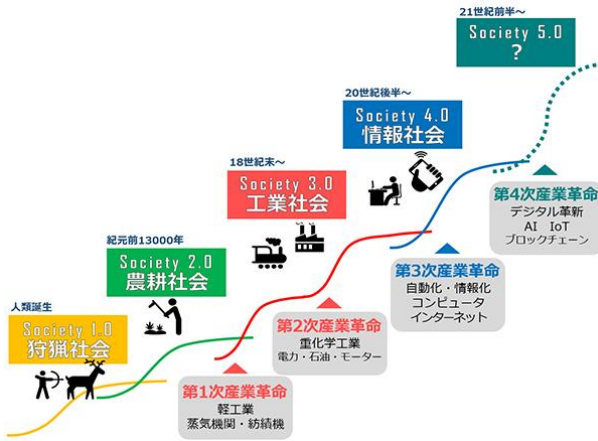 21世紀前半～
Society 5.0
?
20世紀後半～
Society 4.0
情報社会
18世紀末～
Society 3.0
工業社会
紀元前13000年
Society 2.0
農耕社会
人類誕生
Society 1.0
狩猟社会
第1次産業革命
軽工業
蒸気機関・紡績機
第2次産業革命
重化学工業
電力・石油・モーター
第3次産業革命
自動化・情報化
コンピュータ
インターネット
第4次産業革命
デジタル革新
AI IoT
ブロックチェーン